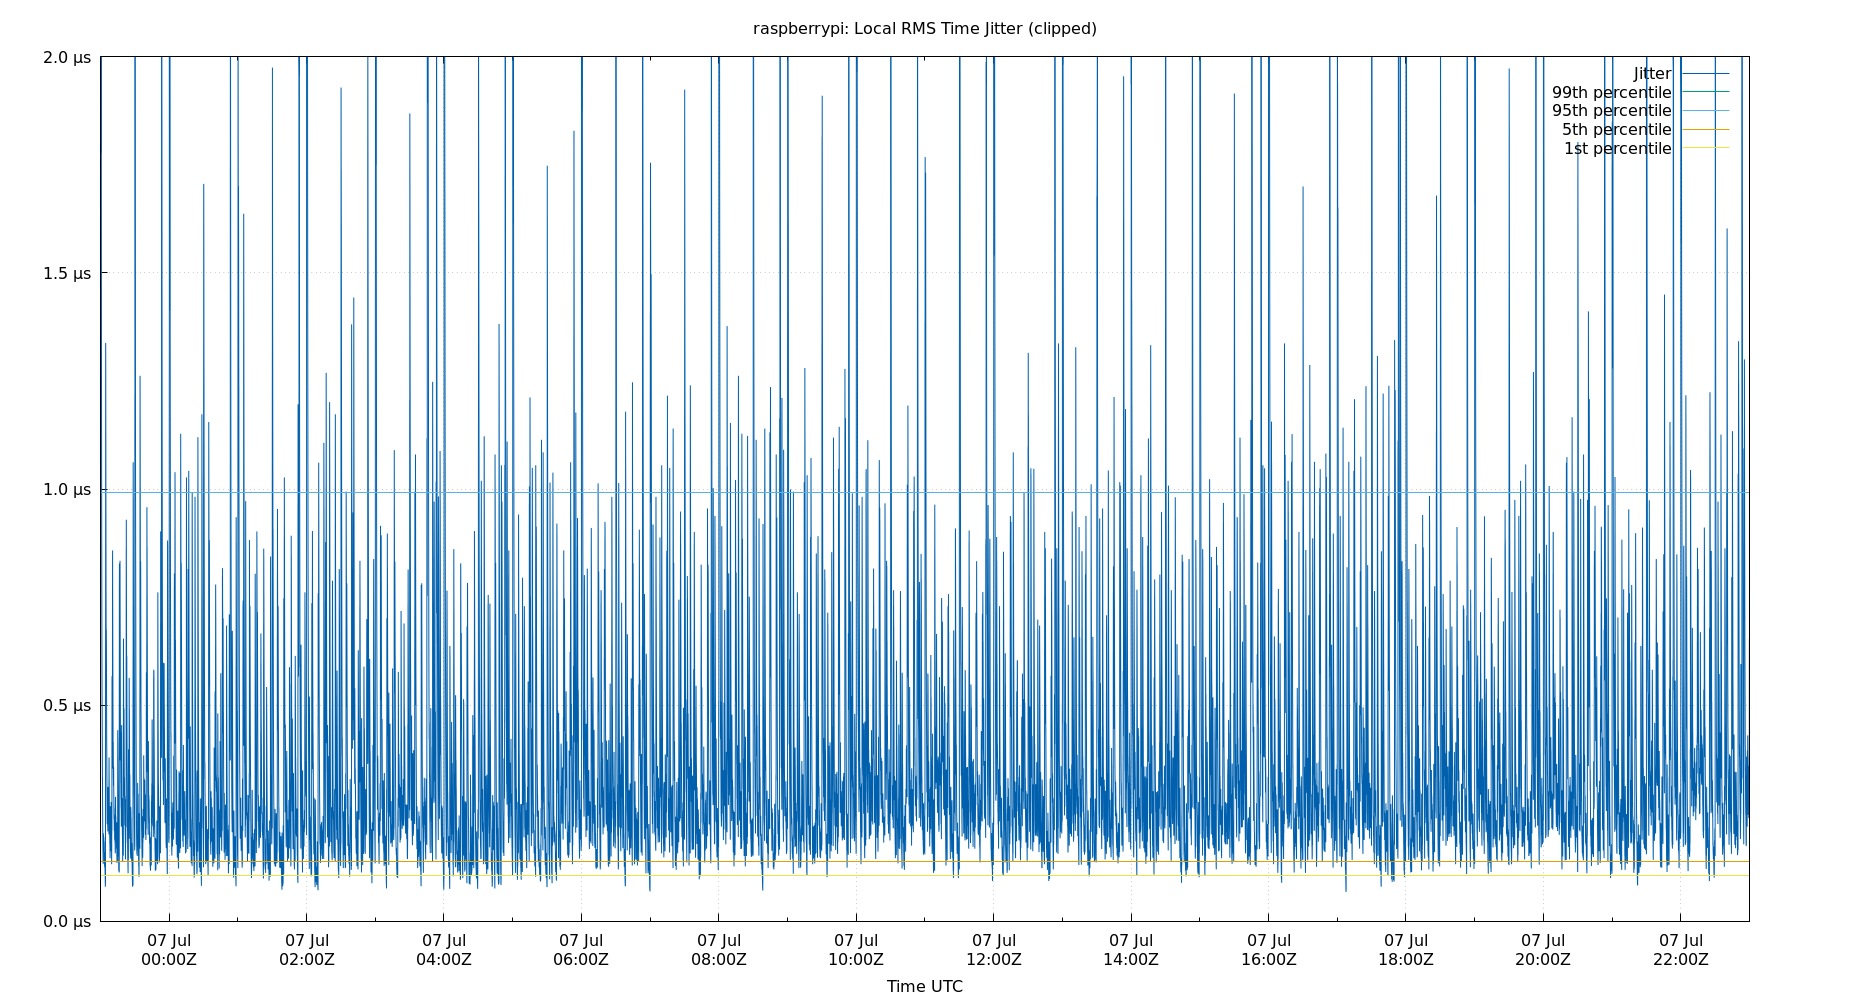 raspberrypi: Local RMS Time Jitter (clipped)
2.0 µs
1.5 µs
1.0 µs
0.5 µs
0.0 µs
Jitter
99th percentile
95th percentile
5th percentile
1st percentile
07 Jul 07 Jul 07 Jul 07 Jul 07 Jul 07 Jul 07 Jul 07 Jul 07 Jul 07 Jul 07 Jul 07 Jul
00:00Z 02:00Z 04:00Z 06:00Z 08:00Z 10:00Z 12:00Z 14:00Z 16:00Z 18:00Z 20:00Z 22:00Z
Time UTC